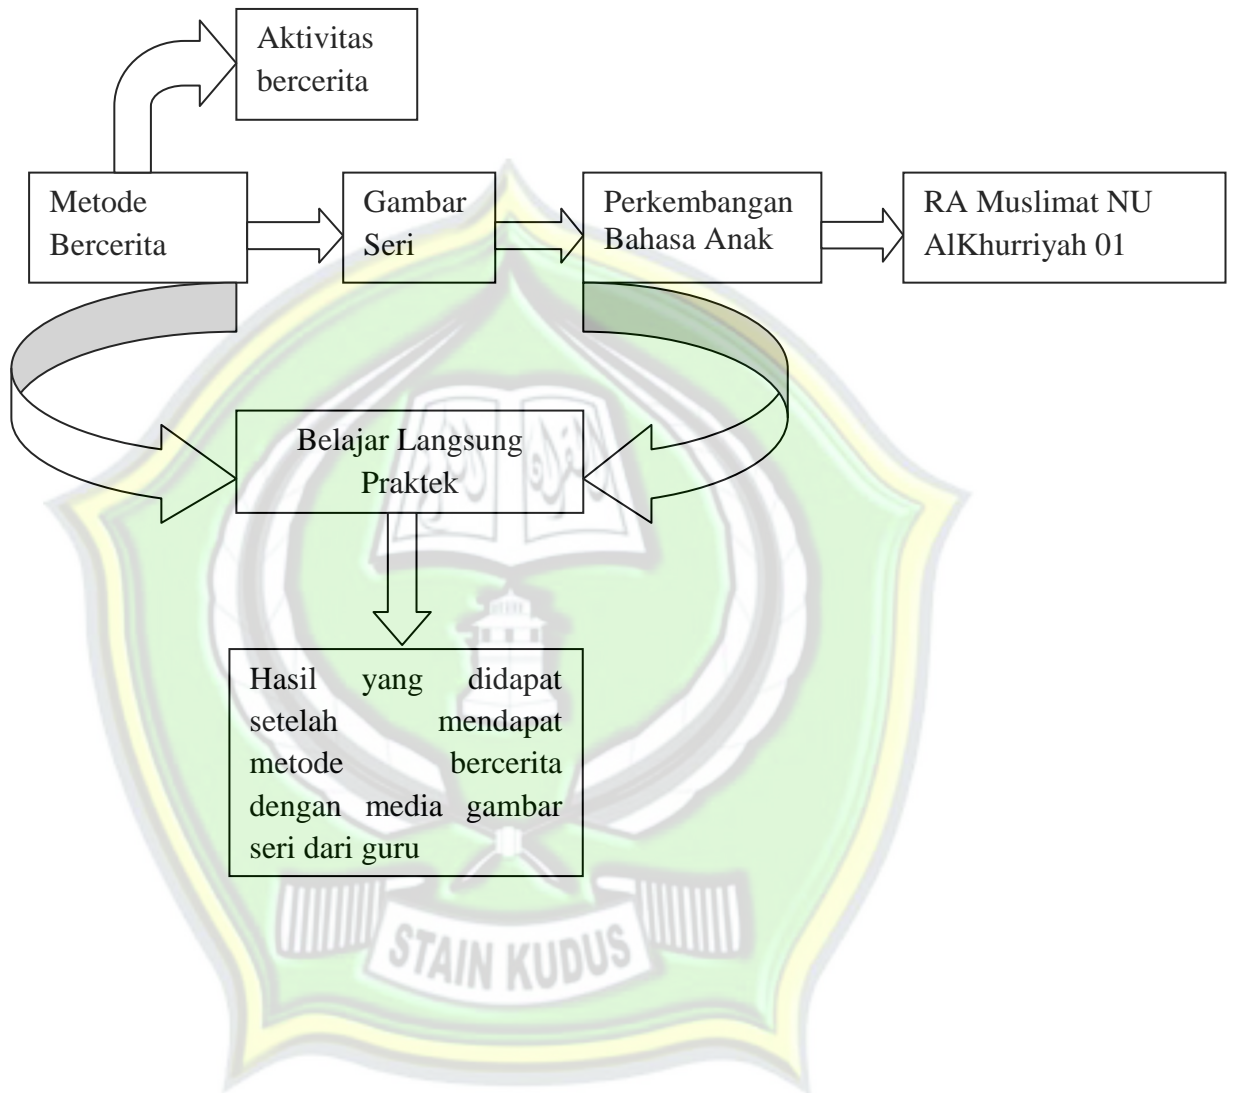 Aktivitas
bercerita
Metode
Bercerita
Gambar
Seri
Perkembangan
Bahasa Anak
RA Muslimat NU
AlKhurriyah 01
Belajar Langsung
Praktek
Hasil yang didapat
setelah mendapat
metode bercerita
dengan media gambar
seri dari guru
STAIN KUDUS